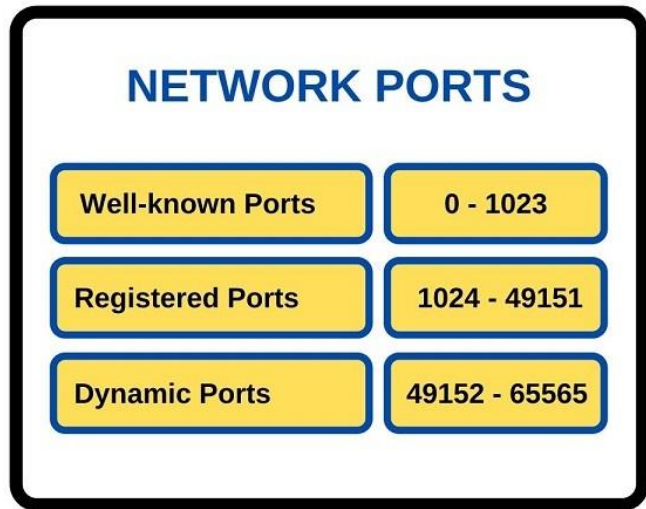 NETWORK PORTS
Well-known Ports 0 - 1023
Registered Ports 1024 - 49151
Dynamic Ports 49152 - 65565